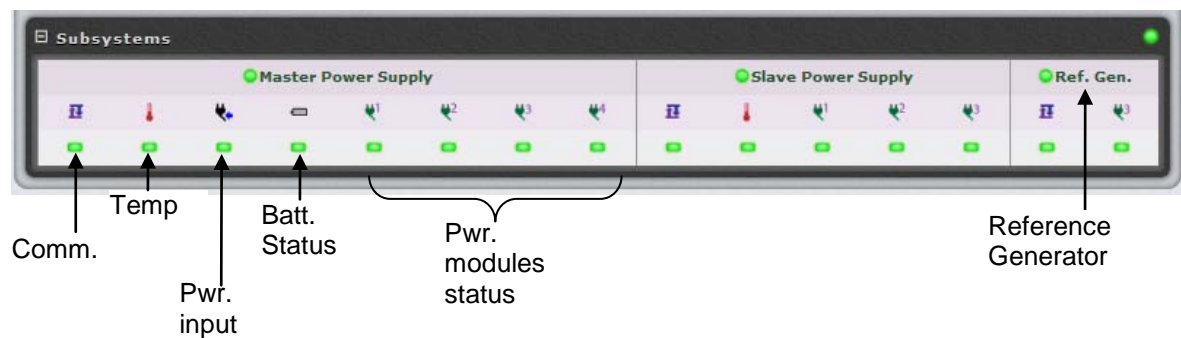 Subsystems
Master Power Supply
Slave Power Supply
Ref. Gen.
1 2 3 4 1 2 3 3
Temp
Batt.
Status
Comm.
Pwr.
modules
status
Reference
Generator
Pwr.
input